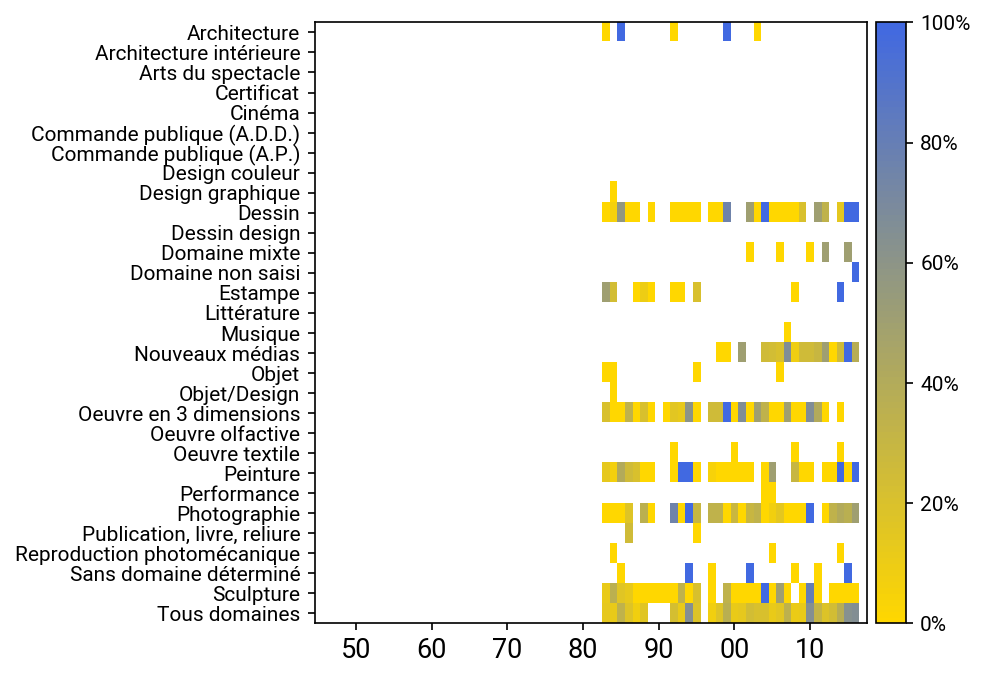 Architecture
Architecture intérieure
Arts du spectacle
Certificat
Cinéma
Commande publique (A.D.D.)
Commande publique (A.P.)
Design couleur
Design graphique
Dessin
Dessin design
Domaine mixte
Domaine non saisi
Estampe
Littérature
Musique
Nouveaux médias
Objet
Objet/Design
Oeuvre en 3 dimensions
Oeuvre olfactive
Oeuvre textile
Peinture
Performance
Photographie
Publication, livre, reliure
Reproduction photomécanique
Sans domaine déterminé
Sculpture
Tous domaines
50 60 70 80 90 00 10
100%
80%
60%
40%
20%
0%